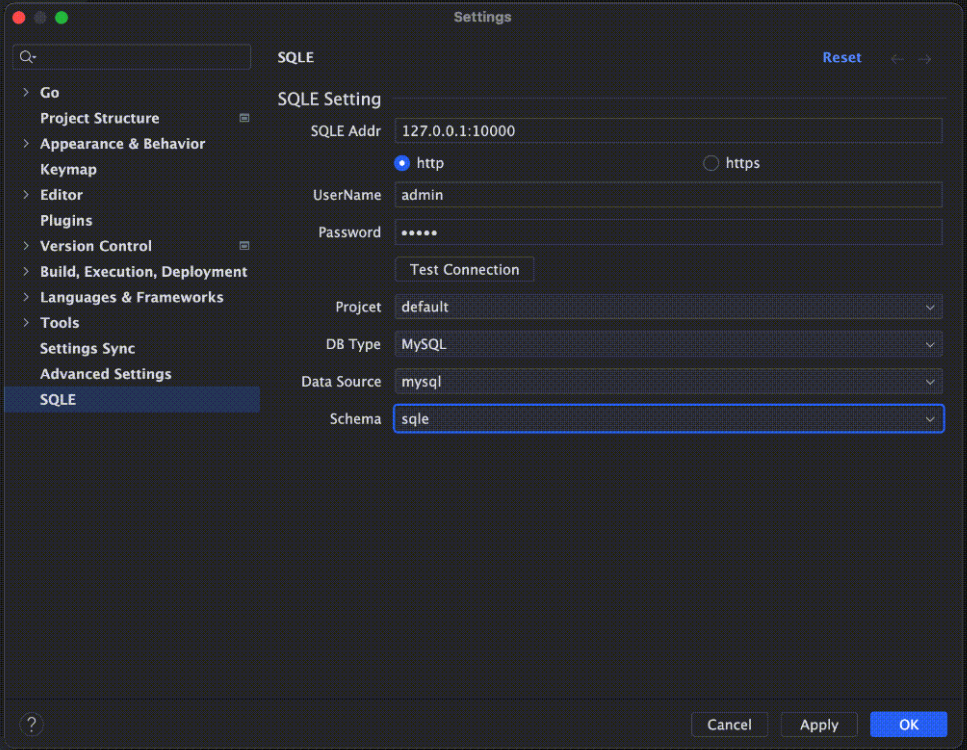 Settings
SQLE
Reset
Go
Project Structure
Appearance & Behavior
Keymap
Editor
Plugins
Version Control
Build, Execution, Deployment
Languages & Frameworks
Tools
Settings Sync
Advanced Settings
SQLE
SQLE Setting
SQLE Addr 127.0.0.1:10000
http https
UserName admin
Password •••••
Test Connection
Projcet default
DB Type MySQL
Data Source mysql
Schema sqle
? Cancel Apply OK